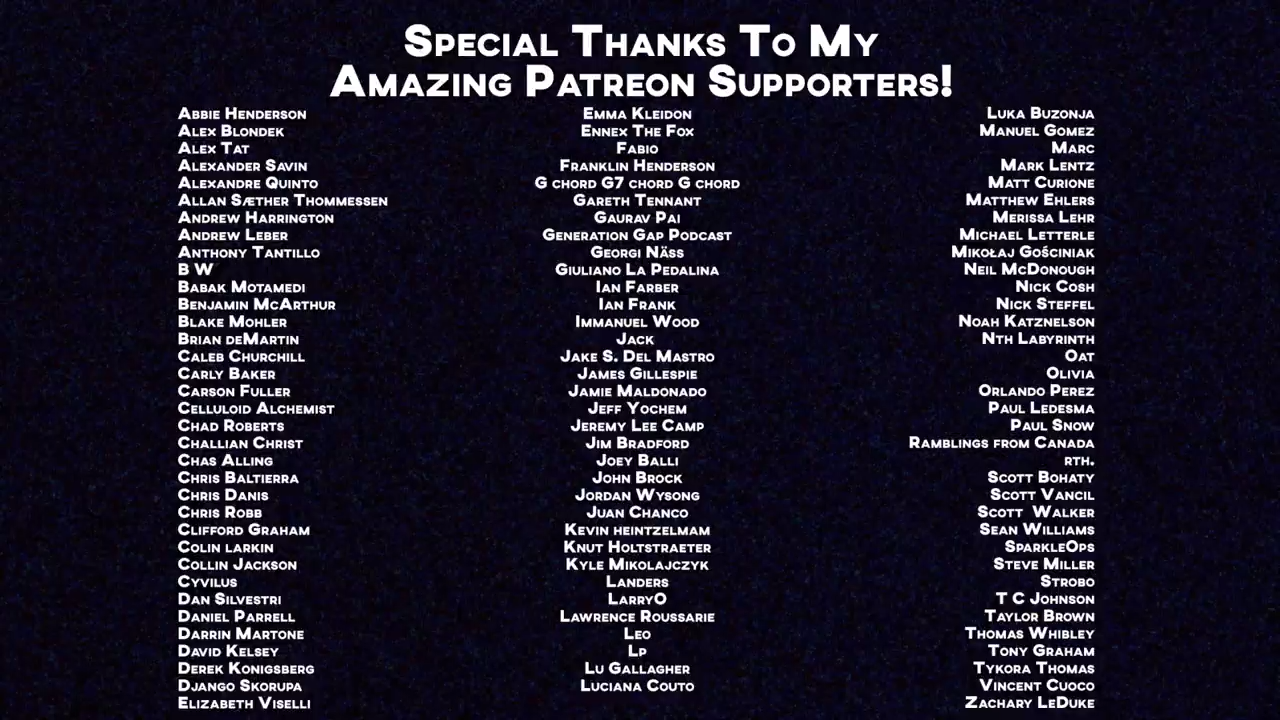 Special Thanks To My
Amazing Patreon Supporters!
Abbie Henderson
Alex Blondek
Alex Tat
Alexander Savin
Alexandre Quinto
Allan Sæther Thommessen
Andrew Harrington
Andrew Leber
Anthony Tantillo
B W
Babak Motamedi
Benjamin McArthur
Blake Mohler
Brian deMartin
Caleb Churchill
Carly Baker
Carson Fuller
Celluloid Alchemist
Chad Roberts
Challian Christ
Chas Alling
Chris Baltierra
Chris Danis
Chris Robb
Clifford Graham
Colin larkin
Collin Jackson
Cyvilus
Dan Silvestri
Daniel Parrell
Darrin Martone
David Kelsey
Derek Konigsberg
Django Skorupa
Elizabeth Viselli
Emma Kleidon
Ennex The Fox
Fabio
Franklin Henderson
G chord G7 chord G chord
Gareth Tennant
Gaurav Pai
Generation Gap Podcast
Georgi Näss
Giuliano La Pedalina
Ian Farber
Ian Frank
Immanuel Wood
Jack
Jake S. Del Mastro
James Gillespie
Jamie Maldonado
Jeff Yochem
Jeremy Lee Camp
Jim Bradford
Joey Balli
John Brock
Jordan Wysong
Juan Chanco
Kevin heintzelmam
Knut Holtstraeter
Kyle Mikolajczyk
Landers
LarryO
Lawrence Roussarie
Leo
Lp
Lu Gallagher
Luciana Couto
Luka Buzonja
Manuel Gomez
Marc
Mark Lentz
Matt Curione
Matthew Ehlers
Merissa Lehr
Michael Letterle
Mikołaj Gościniak
Neil McDonough
Nick Cosh
Nick Steffel
Noah Katznelson
Nth Labyrinth
Oat
Olivia
Orlando Perez
Paul Ledesma
Paul Snow
Ramblings from Canada
rth.
Scott Bohaty
Scott Vancil
Scott  Walker
Sean Williams
SparkleOps
Steve Miller
Strobo
T C Johnson
Taylor Brown
Thomas Whibley
Tony Graham
Tykora Thomas
Vincent Cuoco
Zachary LeDuke